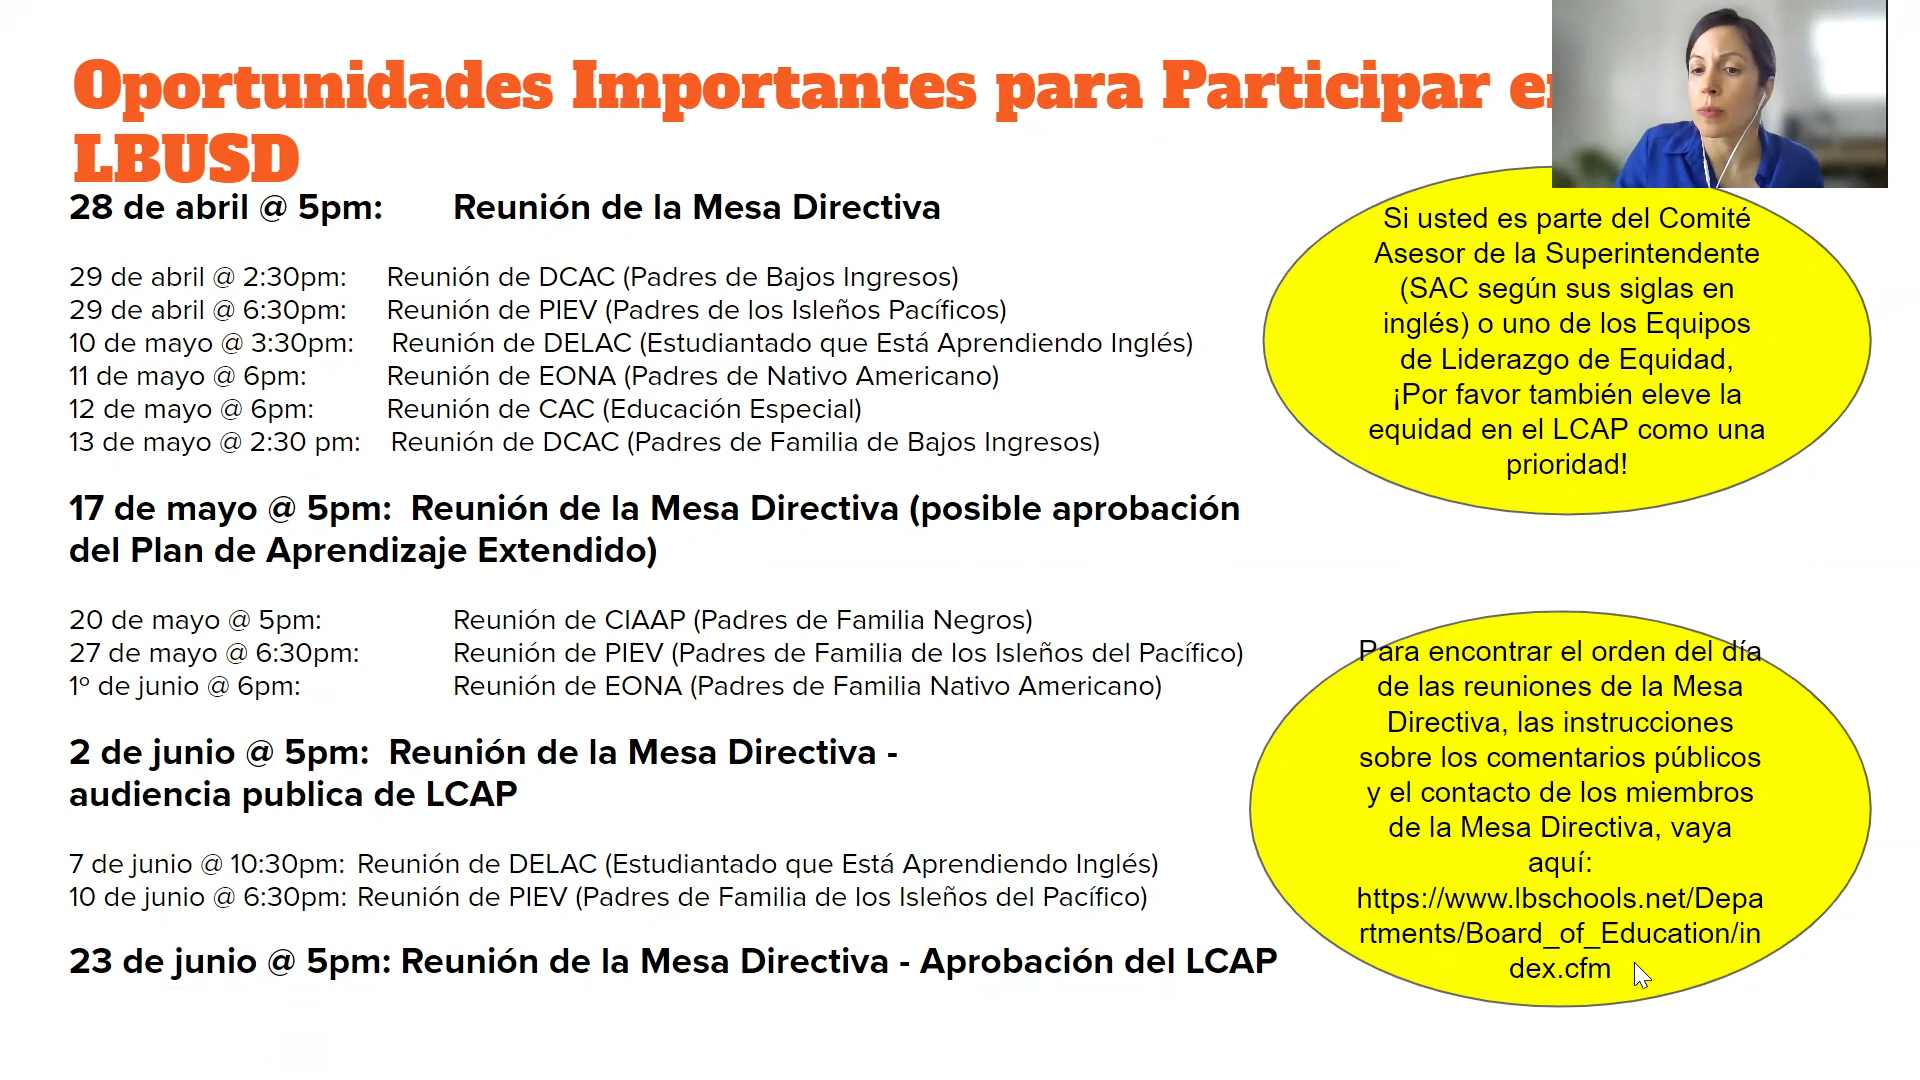 Oportunidades Importantes para Participar
LBUSD
28 de abril @ 5pm: Reunión de la Mesa Directiva
29 de abril @ 2:30pm: Reunión de DCAC (Padres de Bajos Ingresos)
29 de abril @ 6:30pm: Reunión de PIEV (Padres de los Isleños Pacíficos)
10 de mayo @ 3:30pm: Reunión de DELAC (Estudiantado que Está Aprendiendo Inglés)
11 de mayo @ 6pm: Reunión de EONA (Padres de Nativo Americano)
12 de mayo @ 6pm: Reunión de CAC (Educación Especial)
13 de mayo @ 2:30 pm: Reunión de DCAC (Padres de Familia de Bajos Ingresos)
17 de mayo @ 5pm: Reunión de la Mesa Directiva (posible aprobación
del Plan de Aprendizaje Extendido)
20 de mayo @ 5pm: Reunión de CIAAP (Padres de Familia Negros)
27 de mayo @ 6:30pm: Reunión de PIEV (Padres de Familia de los Isleños del Pacífico)
1º de junio @ 6pm: Reunión de EONA (Padres de Familia Nativo Americano)
2 de junio @ 5pm: Reunión de la Mesa Directiva -
audiencia publica de LCAP
7 de junio @ 10:30pm: Reunión de DELAC (Estudiantado que Está Aprendiendo Inglés)
10 de junio @ 6:30pm: Reunión de PIEV (Padres de Familia de los Isleños del Pacífico)
23 de junio @ 5pm: Reunión de la Mesa Directiva - Aprobación del LCAP
Si usted es parte del Comité
Asesor de la Superintendente
(SAC según sus siglas en
inglés) o uno de los Equipos
de Liderazgo de Equidad,
¡Por favor también eleve la
equidad en el LCAP como una
prioridad!
Para encontrar el orden del día
de las reuniones de la Mesa
Directiva, las instrucciones
sobre los comentarios públicos
y el contacto de los miembros
de la Mesa Directiva, vaya
aquí:
https://www.lbschools.net/Depa
rtments/Board_of_Education/in
dex.cfm